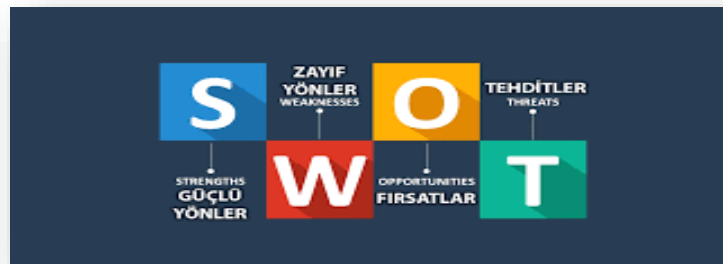 S
STRENGTHS
GÜÇLÜ
YÖNLER
ZAYIF
YÖNLER
WEAKNESSES
W
O
OPPORTUNITIES
FIRSATLAR
TEHDİTLER
THREATS
T